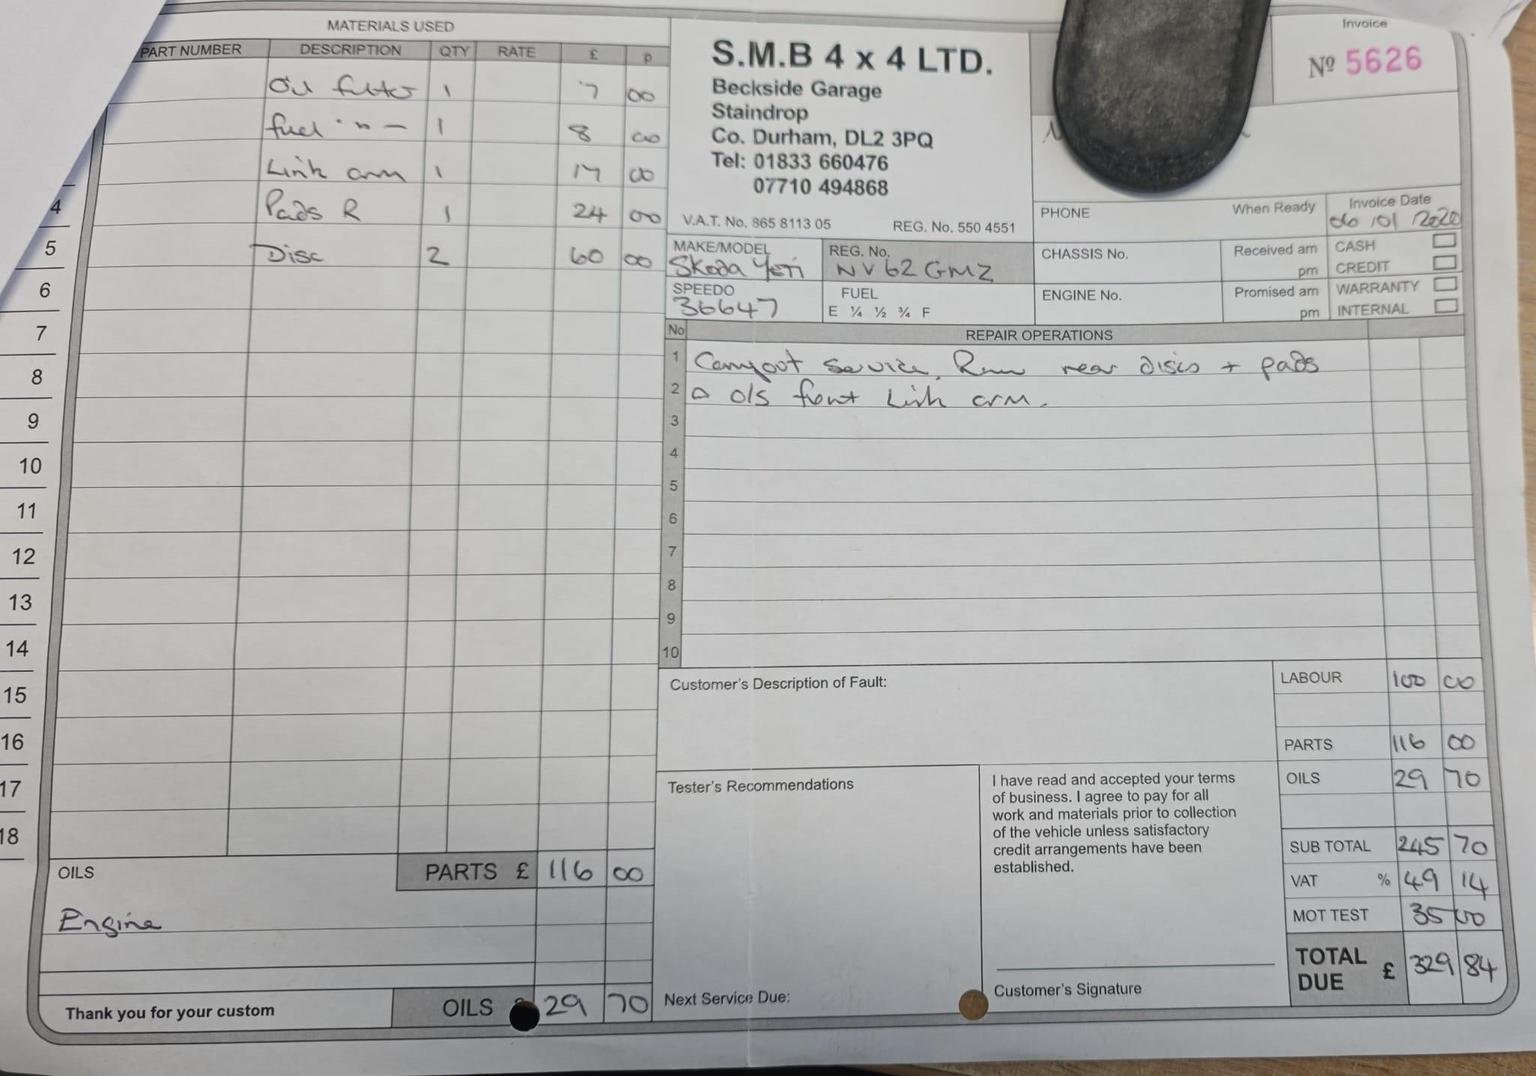 MATERIALS USED
PART NUMBER DESCRIPTION QTY RATE £ p
Oil filter 1 7 00
fuel " " — 1 8 00
Link arm 1 17 00
4 Pads R 1 24 00
5 Disc 2 60 00
6
7
8
9
10
11
12
13
14
15
16
17
18
OILS PARTS £ 116 00
Engine
Thank you for your custom OILS 29 70
S.M.B 4 x 4 LTD.
Beckside Garage
Staindrop
Co. Durham, DL2 3PQ
Tel: 01833 660476
07710 494868
V.A.T. No. 865 8113 05 REG. No. 550 4551
Invoice
Nº 5626
PHONE When Ready Invoice Date
06 / 01 / 2020
MAKE/MODEL REG. No. CHASSIS No. Received am CASH
Skoda Yeti NV62 GMZ pm CREDIT
SPEEDO FUEL ENGINE No. Promised am WARRANTY
36647 E ¼ ½ ¾ F pm INTERNAL
No REPAIR OPERATIONS
1 service, rear discs + pads
2 o/s front Link arm.
3
4
5
6
7
8
9
10
Customer's Description of Fault:
Tester's Recommendations
Next Service Due:
I have read and accepted your terms
of business. I agree to pay for all
work and materials prior to collection
of the vehicle unless satisfactory
credit arrangements have been
established.
Customer's Signature
LABOUR 100 00
PARTS 116 00
OILS 29 70
SUB TOTAL 245 70
VAT % 49 14
MOT TEST 35 00
TOTAL
DUE £ 329 84